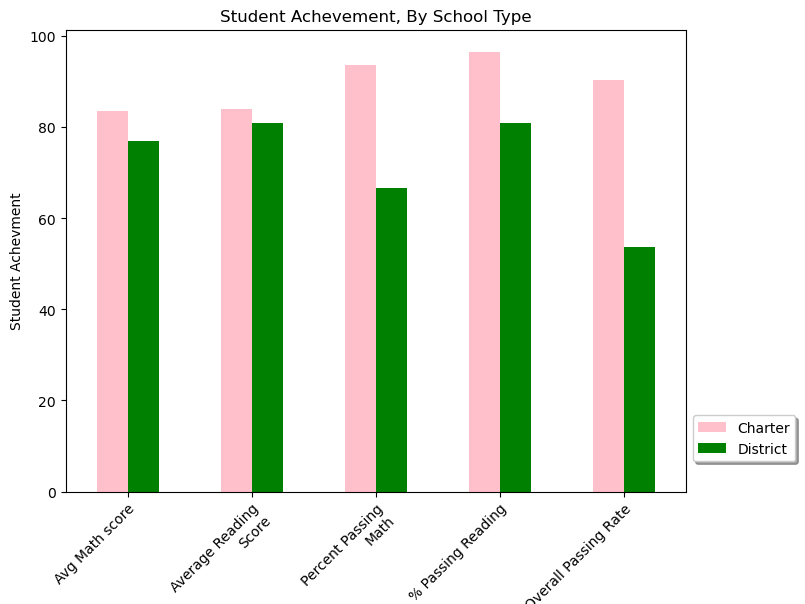 Student Achevement, By School Type
Student Achevment
100
80
60
40
20
0
Avg Math score
Average Reading
Score
Percent Passing
Math
% Passing Reading
Overall Passing Rate
Charter
District